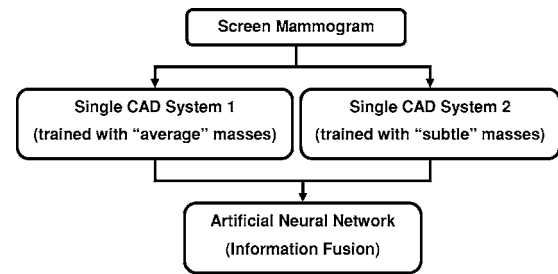 Screen Mammogram
Single CAD System 1
(trained with “average” masses)
Single CAD System 2
(trained with “subtle” masses)
Artificial Neural Network
(Information Fusion)